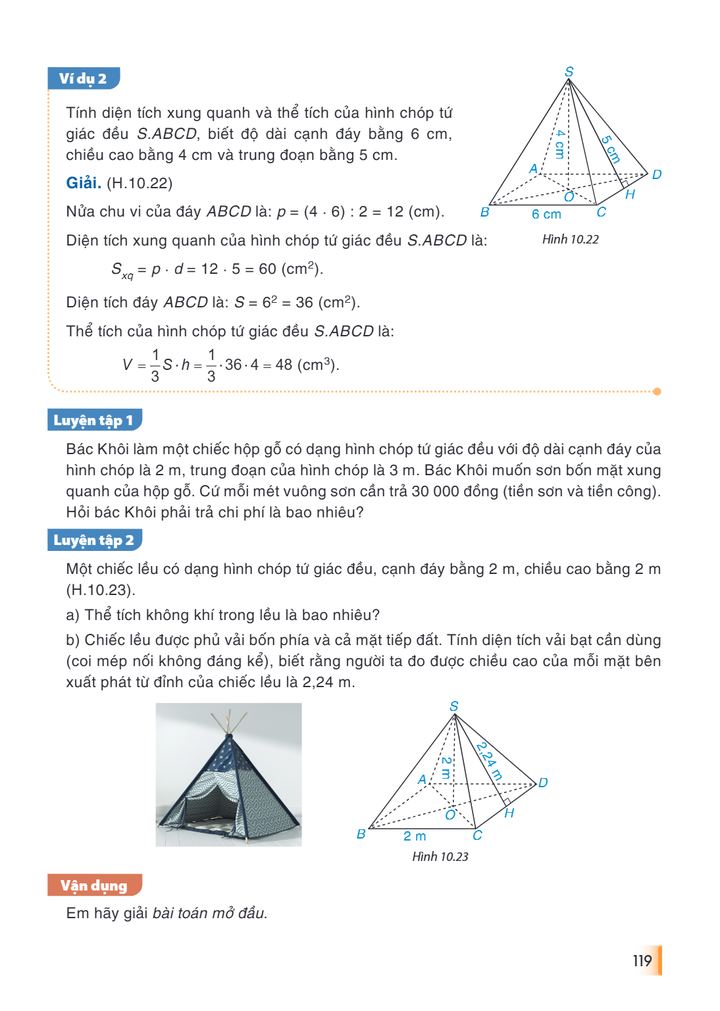 Ví dụ 2
Tính diện tích xung quanh và thể tích của hình chóp tứ
giác đều S.ABCD, biết độ dài cạnh đáy bằng 6 cm,
chiều cao bằng 4 cm và trung đoạn bằng 5 cm.
Giải. (H.10.22)
Nửa chu vi của đáy ABCD là: p = (4 · 6) : 2 = 12 (cm).
Diện tích xung quanh của hình chóp tứ giác đều S.ABCD là:
Sxq = p · d = 12 · 5 = 60 (cm²).
Diện tích đáy ABCD là: S = 6² = 36 (cm²).
Thể tích của hình chóp tứ giác đều S.ABCD là:
V = 1/3 S · h = 1/3 · 36 · 4 = 48 (cm³).
S
4 cm
5 cm
A
D
O
H
B
6 cm
C
Hình 10.22
Luyện tập 1
Bác Khôi làm một chiếc hộp gỗ có dạng hình chóp tứ giác đều với độ dài cạnh đáy của
hình chóp là 2 m, trung đoạn của hình chóp là 3 m. Bác Khôi muốn sơn bốn mặt xung
quanh của hộp gỗ. Cứ mỗi mét vuông sơn cần trả 30 000 đồng (tiền sơn và tiền công).
Hỏi bác Khôi phải trả chi phí là bao nhiêu?
Luyện tập 2
Một chiếc lều có dạng hình chóp tứ giác đều, cạnh đáy bằng 2 m, chiều cao bằng 2 m
(H.10.23).
a) Thể tích không khí trong lều là bao nhiêu?
b) Chiếc lều được phủ vải bốn phía và cả mặt tiếp đất. Tính diện tích vải bạt cần dùng
(coi mép nối không đáng kể), biết rằng người ta đo được chiều cao của mỗi mặt bên
xuất phát từ đỉnh của chiếc lều là 2,24 m.
S
2 m
2,24 m
A
D
O
H
B
2 m
C
Hình 10.23
Vận dụng
Em hãy giải bài toán mở đầu.
119